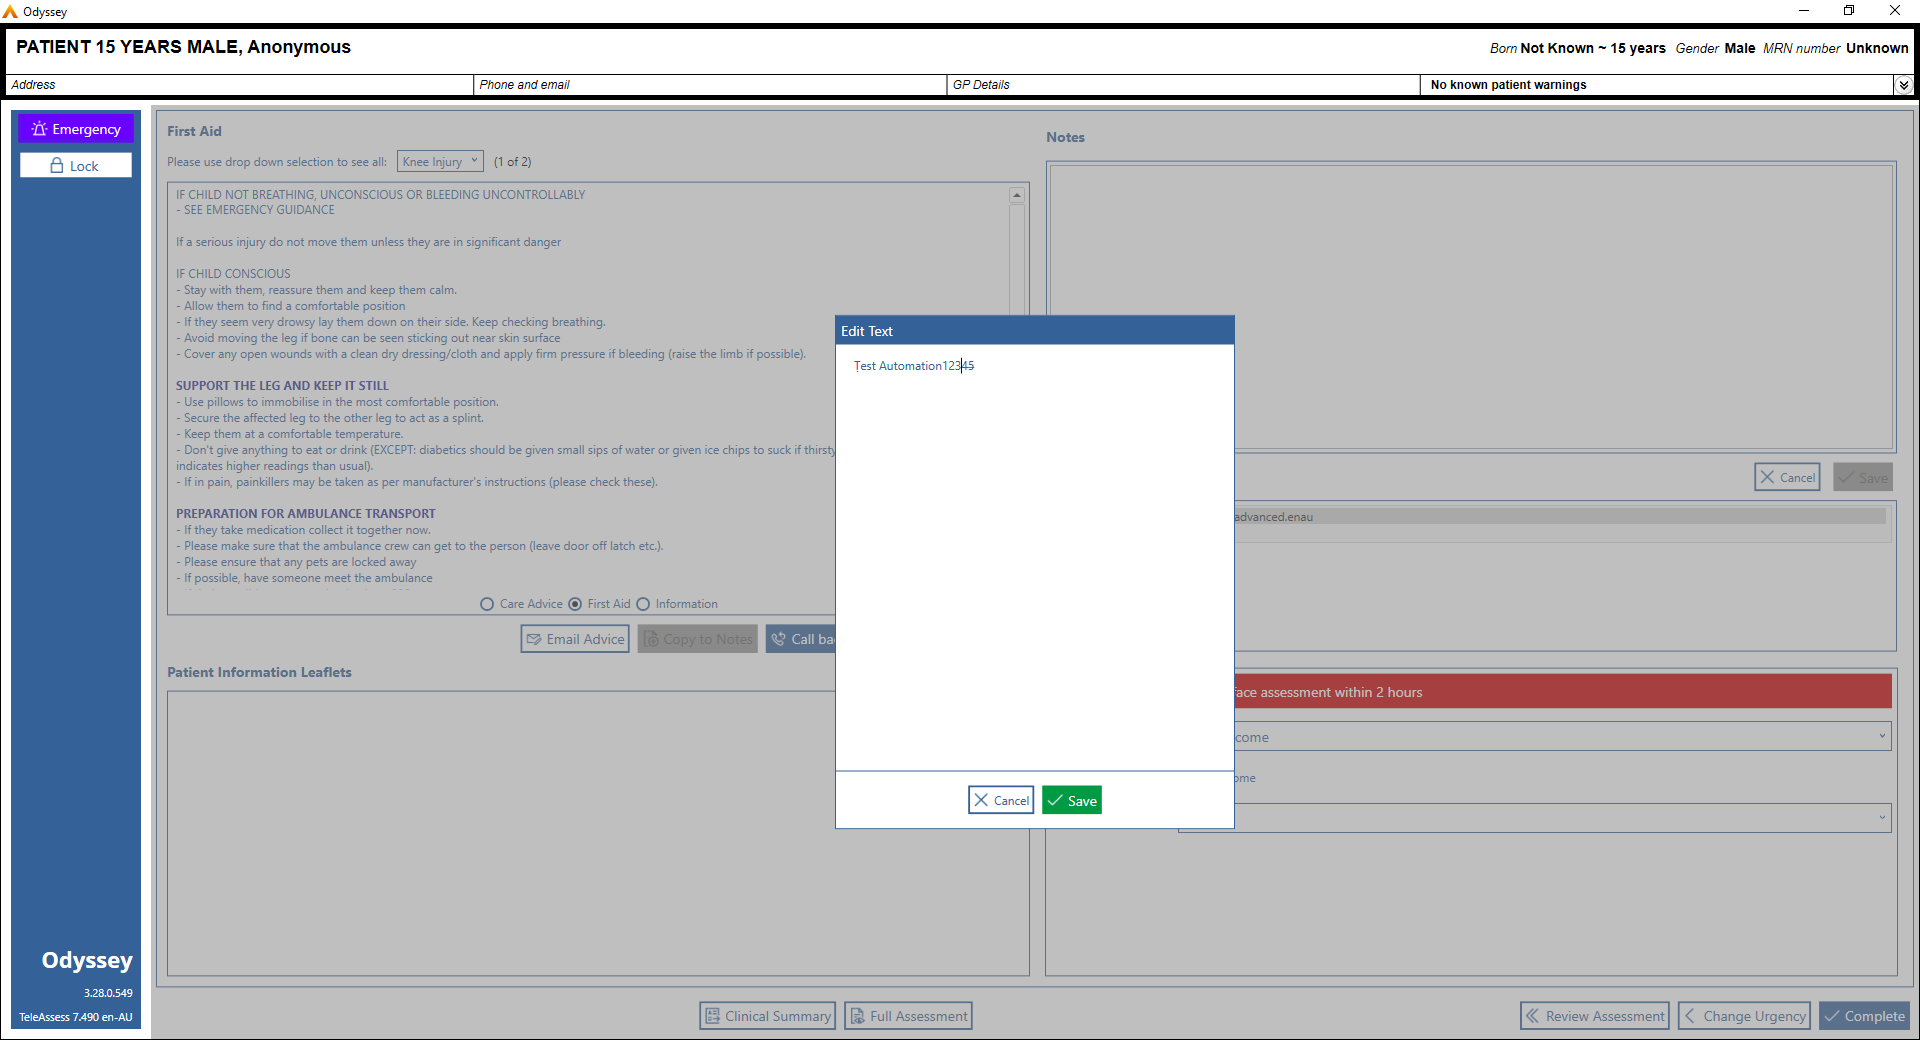 Odyssey
PATIENT 15 YEARS MALE, Anonymous
Born Not Known ~ 15 years Gender Male MRN number Unknown
Address
Phone and email
GP Details
No known patient warnings
Emergency
Lock
First Aid
Please use drop down selection to see all: Knee Injury (1 of 2)
IF CHILD NOT BREATHING, UNCONSCIOUS OR BLEEDING UNCONTROLLABLY
- SEE EMERGENCY GUIDANCE
If a serious injury do not move them unless they are in significant danger
IF CHILD CONSCIOUS
- Stay with them, reassure them and keep them calm.
- Allow them to find a comfortable position
- If they seem very drowsy lay them down on their side. Keep checking breathing.
- Avoid moving the leg if bone can be seen sticking out near skin surface
- Cover any open wounds with a clean dry dressing/cloth and apply firm pressure if bleeding (raise the limb if possible).
SUPPORT THE LEG AND KEEP IT STILL
- Use pillows to immobilise in the most comfortable position.
- Secure the affected leg to the other leg to act as a splint.
- Keep them at a comfortable temperature.
- Don't give anything to eat or drink (EXCEPT: diabetics should be given small sips of water or given ice chips to suck if thirsty
indicates higher readings than usual).
- If in pain, painkillers may be taken as per manufacturer's instructions (please check these).
PREPARATION FOR AMBULANCE TRANSPORT
- If they take medication collect it together now.
- Please make sure that the ambulance crew can get to the person (leave door off latch etc.).
- Please ensure that any pets are locked away
- If possible, have someone meet the ambulance
Care Advice First Aid Information
Email Advice
Copy to Notes
Call ba
Patient Information Leaflets
Notes
Cancel
Save
advanced.enau
face assessment within 2 hours
come
ome
Edit Text
Test Automation12345
Cancel
Save
Odyssey
3.28.0.549
TeleAssess 7.490 en-AU
Clinical Summary
Full Assessment
Review Assessment
Change Urgency
Complete